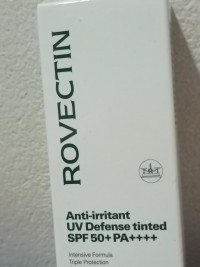 ROVECTIN
Anti-irritant
UV Defense tinted
SPF 50+ PA++++
Intensive Formula
Triple Protection